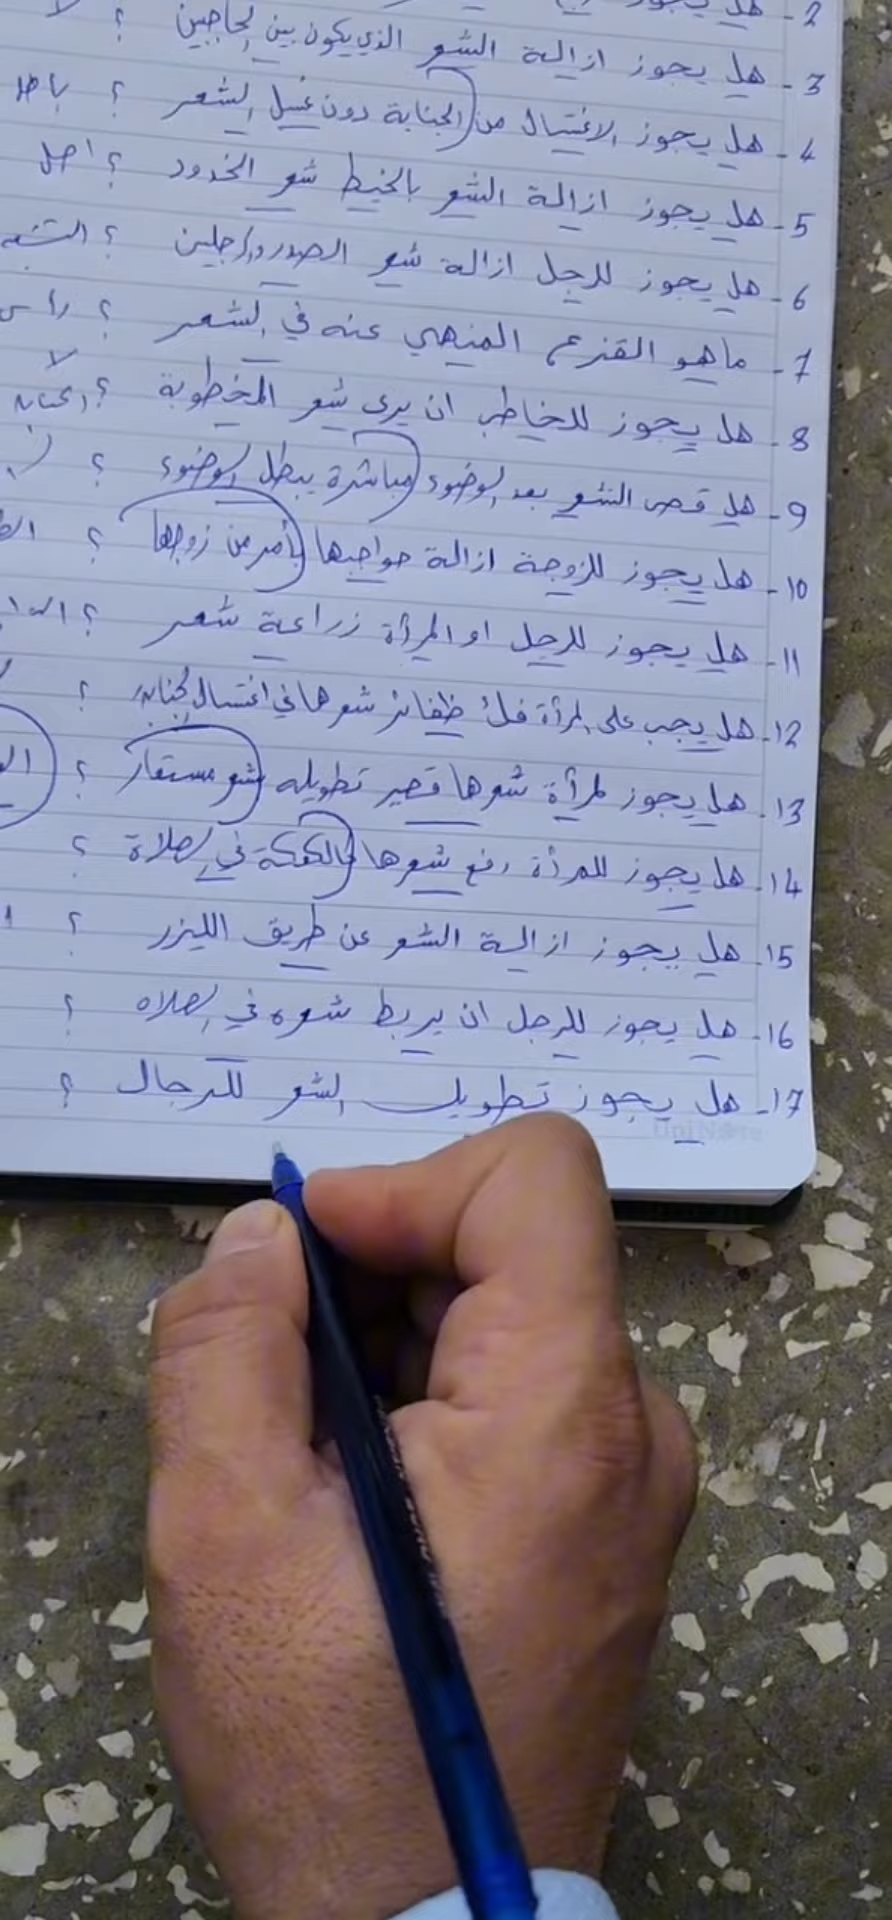 2- هل يجوز
3- هل يجوز ازالة الشعر الذي يكون بين الحاجبين ؟ لا
4- هل يجوز الاغتسال من الجنابة دون غسل الشعر ؟
5- هل يجوز ازالة الشعر بالخيط شعر الخدود ؟
6- هل يجوز للرجل ازالة شعر الصدر والرجلين ؟
7- ماهو القزع المنهي عنه في الشعر ؟
8- هل يجوز للخاطب ان يرى شعر المخطوبة ؟
9- هل قص الشعر بعد الوضوء مباشرة يبطل الوضوء ؟
10- هل يجوز للزوجة ازالة حواجبها بأمر من زوجها ؟
11- هل يجوز للرجل او المرأة زراعة شعر ؟
12- هل يجب على المرأة فك ظفائر شعرها في اغتسال الجنابة ؟
13- هل يجوز لمرأة شعرها قصير تطويله بشعر مستعار ؟
14- هل يجوز للمرأة رفع شعرها كالكعكة في الصلاة ؟
15- هل يجوز ازالة الشعر عن طريق الليزر ؟
16- هل يجوز للرجل ان يربط شعره في الصلاه ؟
17- هل يجوز تطويل الشعر للرجال ؟